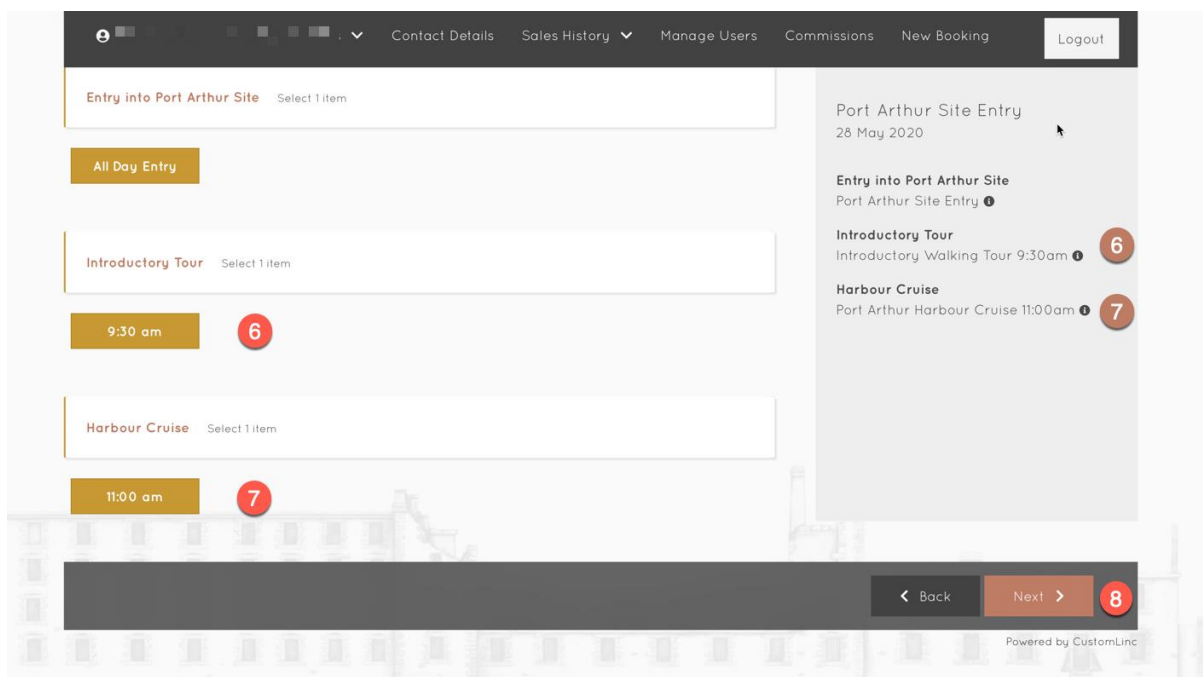 Contact Details Sales History Manage Users Commissions New Booking Logout
Entry into Port Arthur Site Select 1 item
All Day Entry
Introductory Tour Select 1 item
9:30 am 6
Harbour Cruise Select 1 item
11:00 am 7
Port Arthur Site Entry
28 May 2020
Entry into Port Arthur Site
Port Arthur Site Entry
Introductory Tour
Introductory Walking Tour 9:30am 6
Harbour Cruise
Port Arthur Harbour Cruise 11:00am 7
Back Next 8
Powered by CustomLinc